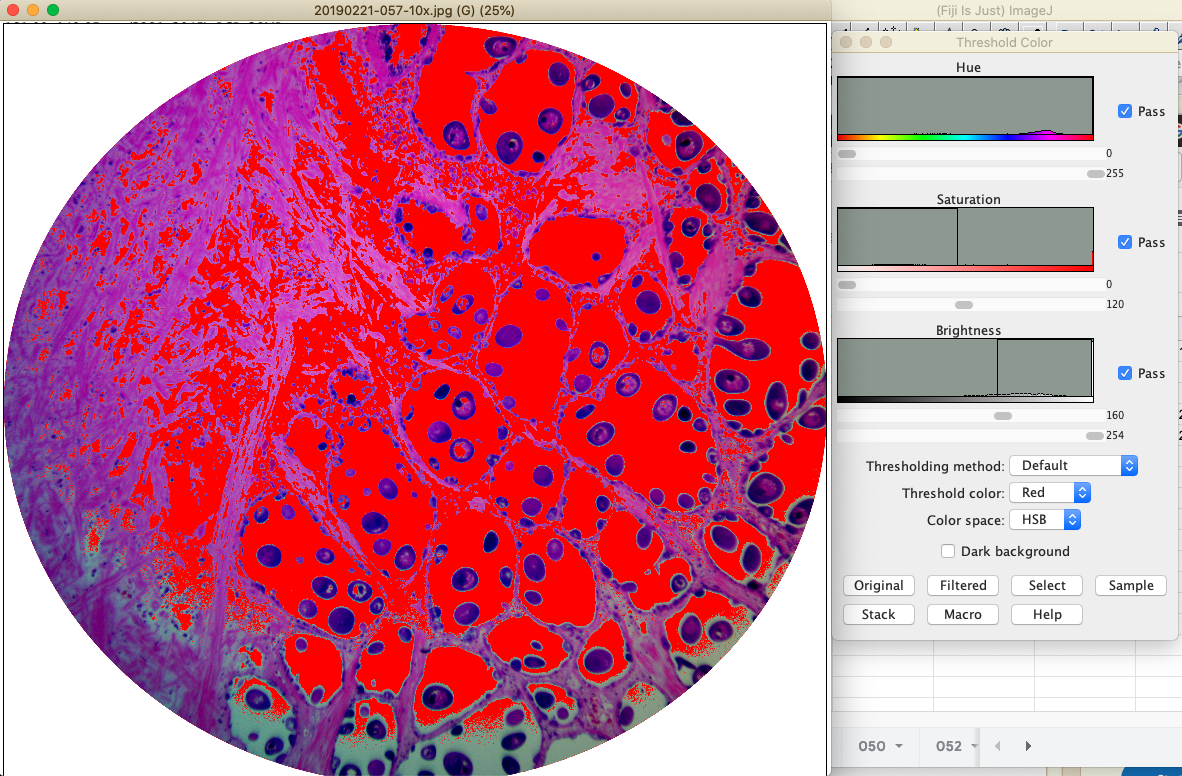 20190221-057-10x.jpg (G) (25%)
(Fiji Is Just) ImageJ
Threshold Color
Hue
Pass
0
255
Saturation
Pass
0
120
Brightness
Pass
160
254
Thresholding method: Default
Threshold color: Red
Color space: HSB
Dark background
Original Filtered Select Sample
Stack Macro Help
050 052